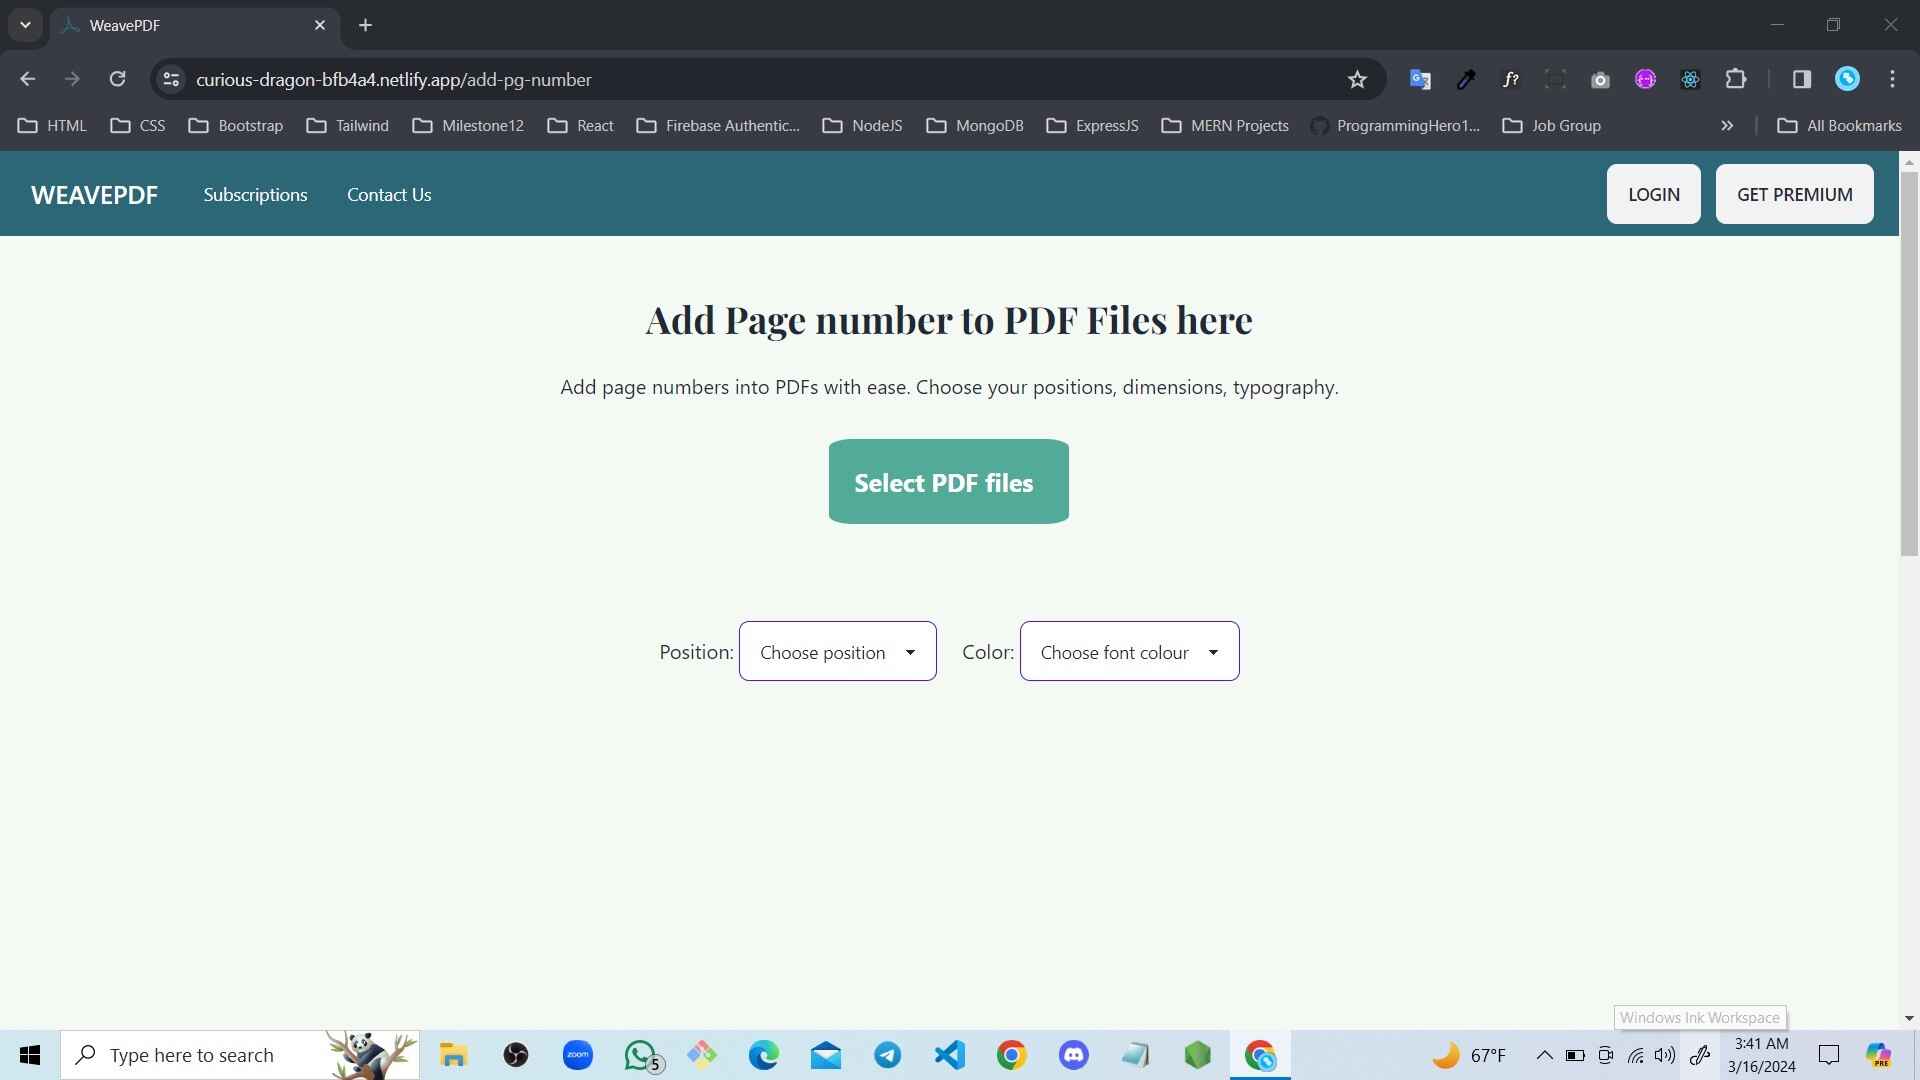 WeavePDF
curious-dragon-bfb4a4.netlify.app/add-pg-number
f?
HTML CSS Bootstrap Tailwind Milestone12 React Firebase Authentic... NodeJS MongoDB ExpressJS MERN Projects ProgrammingHero1... Job Group » All Bookmarks
WEAVEPDF Subscriptions Contact Us LOGIN GET PREMIUM
Add Page number to PDF Files here
Add page numbers into PDFs with ease. Choose your positions, dimensions, typography.
Select PDF files
Position: Choose position Color: Choose font colour
Windows Ink Workspace
Type here to search zoom 5 67°F 3:41 AM
3/16/2024
PRE